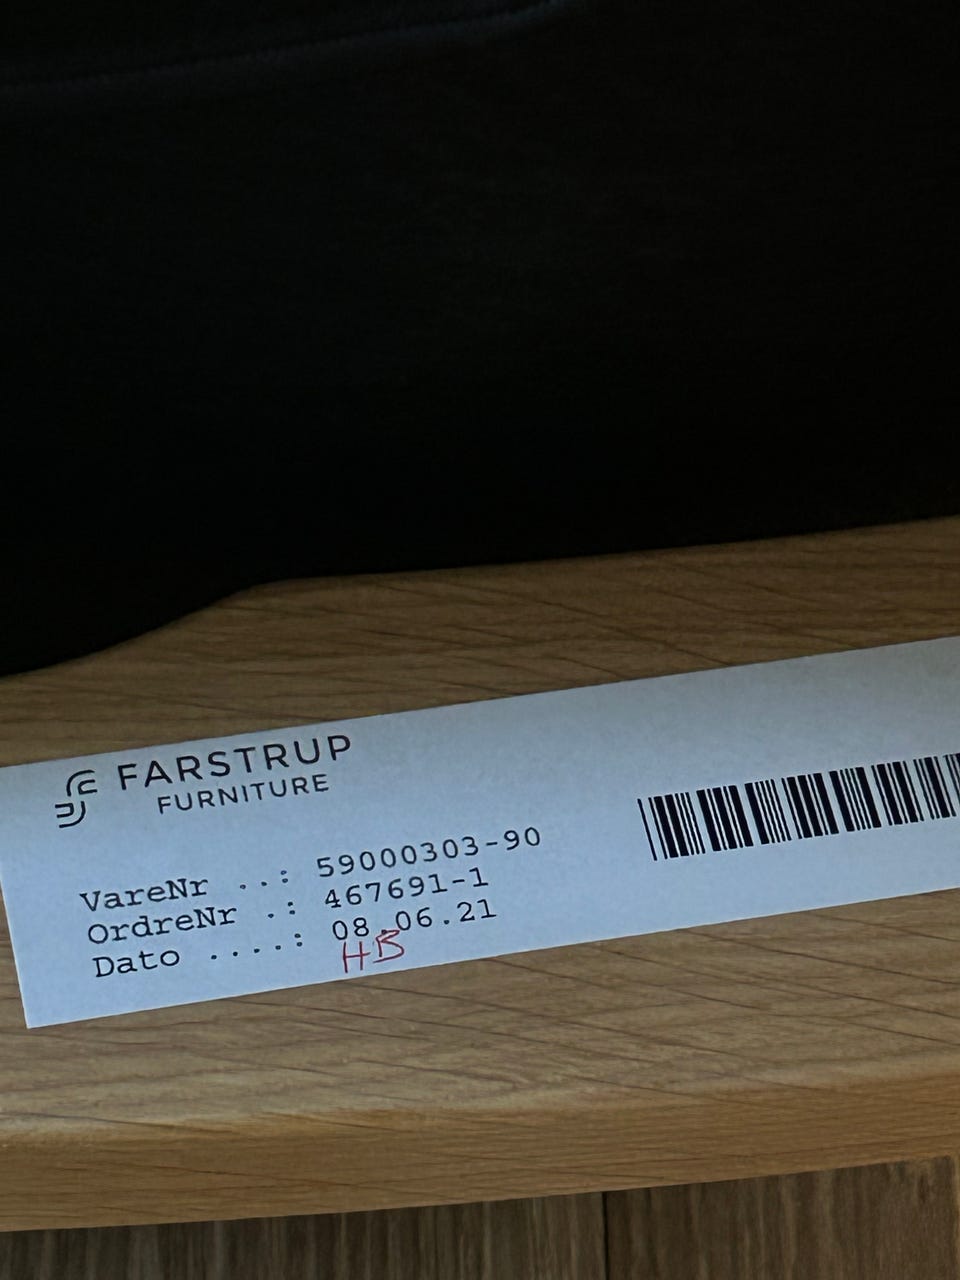 FARSTRUP
FURNITURE
VareNr ..: 59000303-90
OrdreNr .: 467691-1
Dato ....: 08.06.21
HB